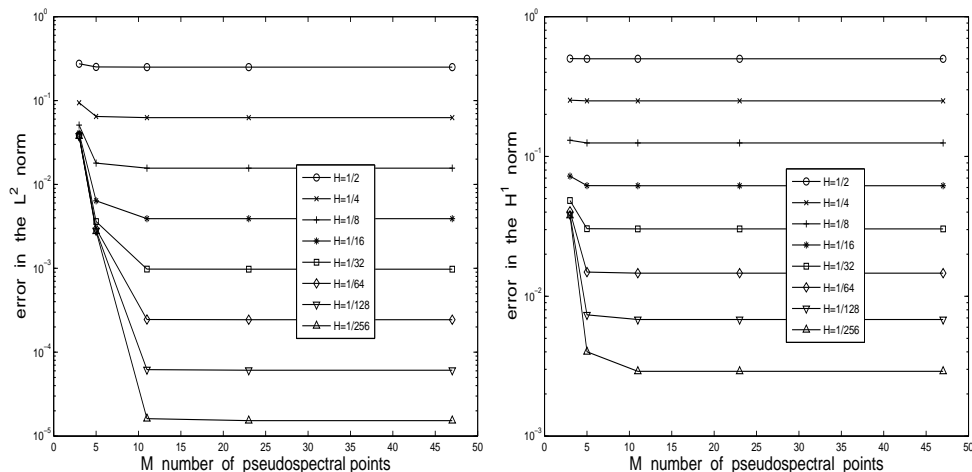 error in the L^2 norm
10^0
10^-1
10^-2
10^-3
10^-4
10^-5
0 5 10 15 20 25 30 35 40 45 50
M number of pseudospectral points
H=1/2
H=1/4
H=1/8
H=1/16
H=1/32
H=1/64
H=1/128
H=1/256
error in the H^1 norm
10^0
10^-1
10^-2
10^-3
0 5 10 15 20 25 30 35 40 45 50
M number of pseudospectral points
H=1/2
H=1/4
H=1/8
H=1/16
H=1/32
H=1/64
H=1/128
H=1/256